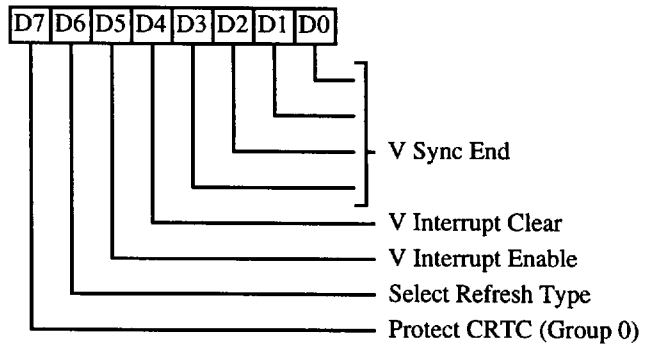 D7 D6 D5 D4 D3 D2 D1 D0
V Sync End
V Interrupt Clear
V Interrupt Enable
Select Refresh Type
Protect CRTC (Group 0)